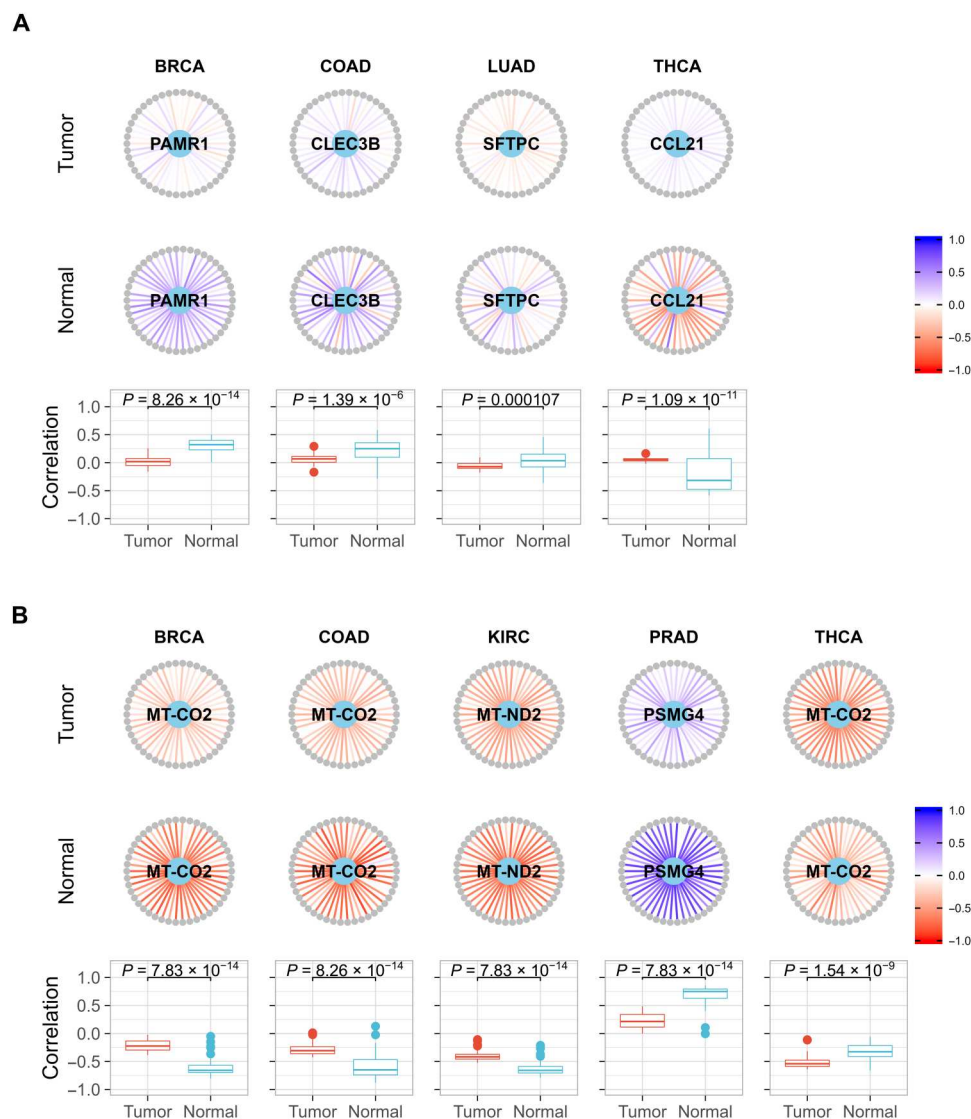 A
BRCA COAD LUAD THCA
Tumor
PAMR1 CLEC3B SFTPC CCL21
Normal
PAMR1 CLEC3B SFTPC CCL21
1.0
0.5
0.0
−0.5
−1.0
Correlation
1.0
0.5
0.0
−0.5
−1.0
P = 8.26 × 10⁻¹⁴ P = 1.39 × 10⁻⁶ P = 0.000107 P = 1.09 × 10⁻¹¹
Tumor Normal Tumor Normal Tumor Normal Tumor Normal
B
BRCA COAD KIRC PRAD THCA
Tumor
MT-CO2 MT-CO2 MT-ND2 PSMG4 MT-CO2
Normal
MT-CO2 MT-CO2 MT-ND2 PSMG4 MT-CO2
1.0
0.5
0.0
−0.5
−1.0
Correlation
1.0
0.5
0.0
−0.5
−1.0
P = 7.83 × 10⁻¹⁴ P = 8.26 × 10⁻¹⁴ P = 7.83 × 10⁻¹⁴ P = 7.83 × 10⁻¹⁴ P = 1.54 × 10⁻⁹
Tumor Normal Tumor Normal Tumor Normal Tumor Normal Tumor Normal